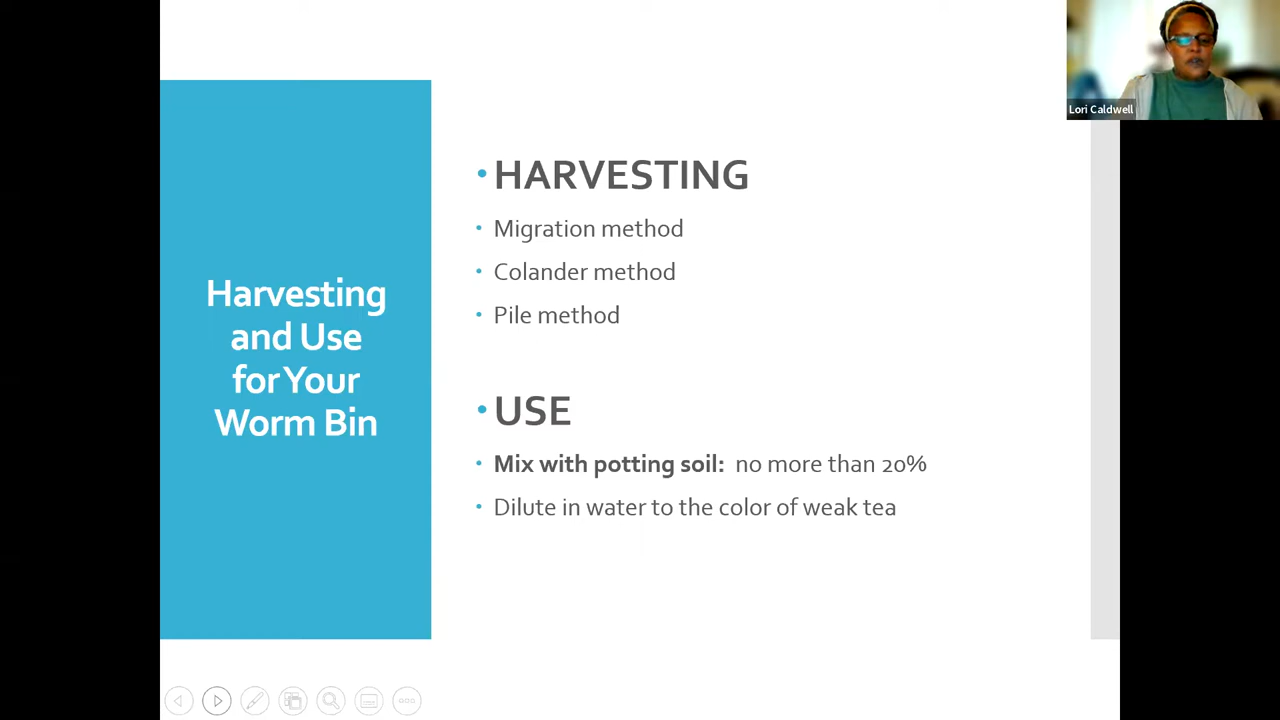 Lori Caldwell
Harvesting
and Use
for Your
Worm Bin
• HARVESTING
• Migration method
• Colander method
• Pile method
• USE
• Mix with potting soil: no more than 20%
• Dilute in water to the color of weak tea